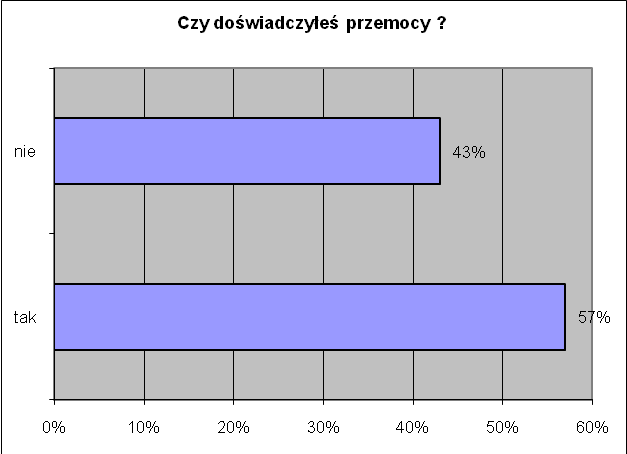 Czy doświadczyłeś przemocy ?
nie
43%
tak
57%
0% 10% 20% 30% 40% 50% 60%